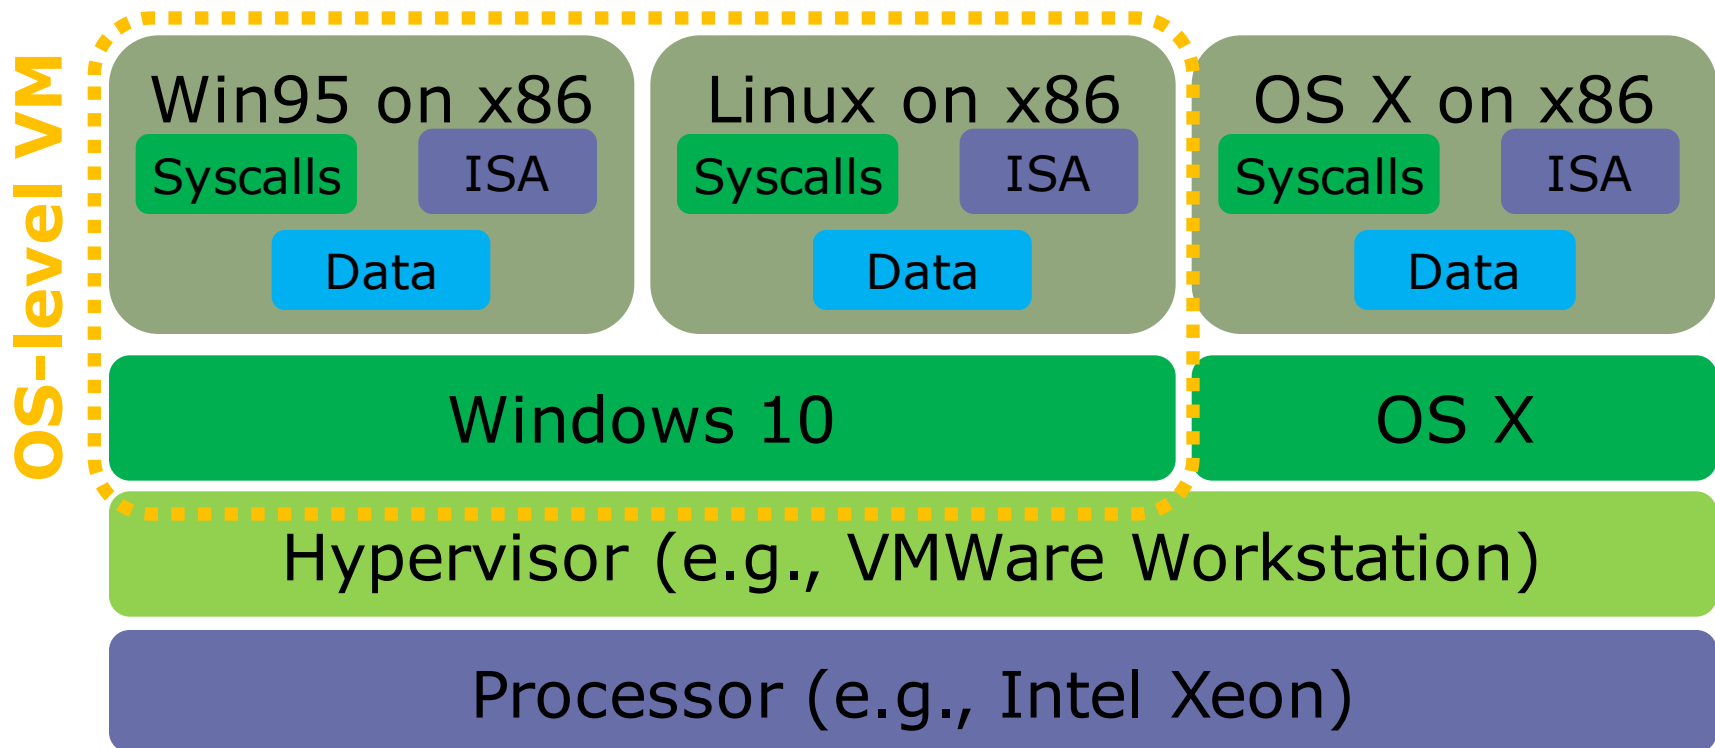 OS-level VM
Win95 on x86
Syscalls
ISA
Data
Linux on x86
Syscalls
ISA
Data
OS X on x86
Syscalls
ISA
Data
Windows 10
OS X
Hypervisor (e.g., VMWare Workstation)
Processor (e.g., Intel Xeon)